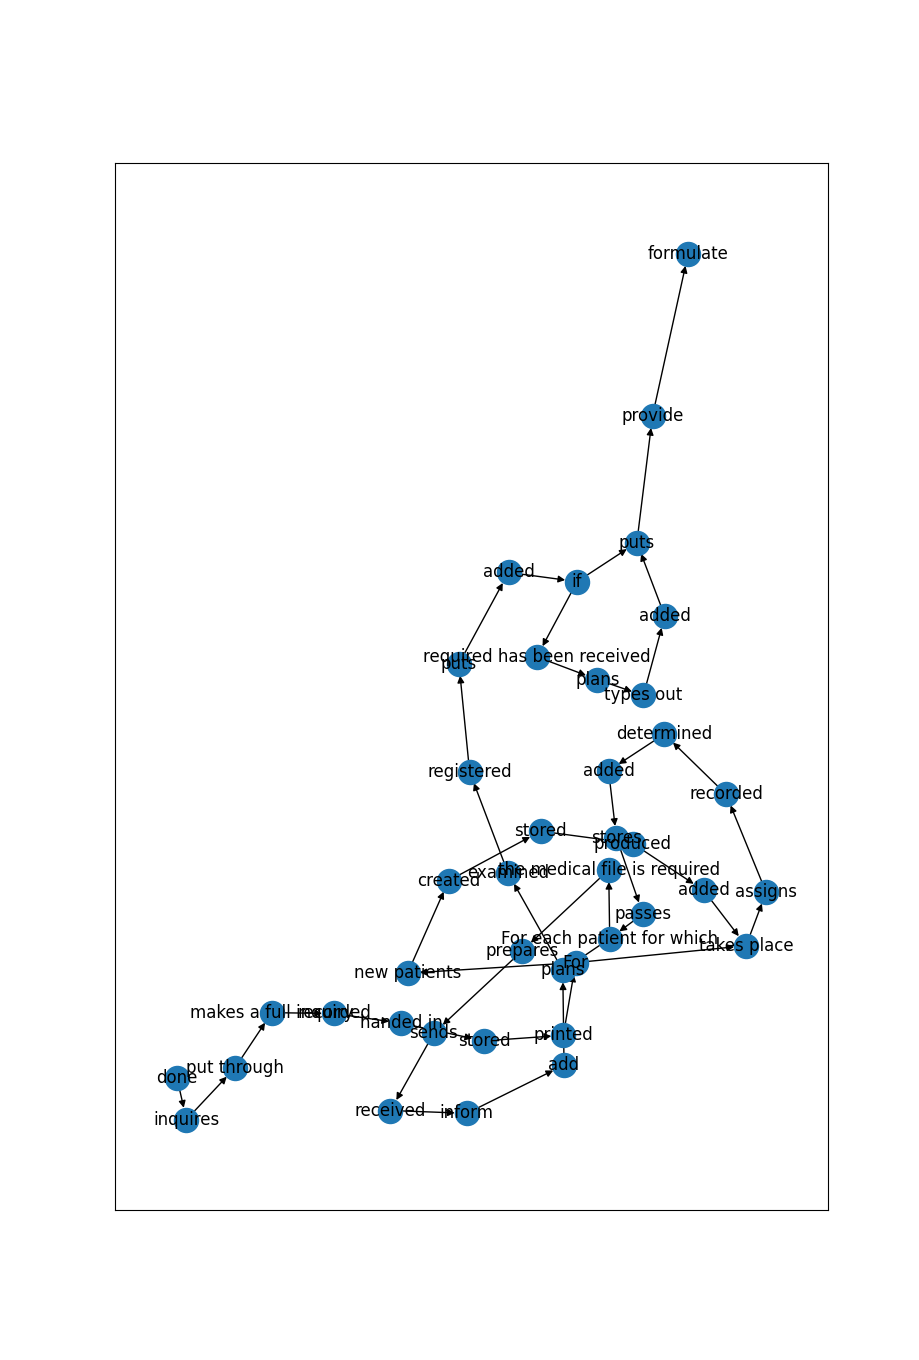 formulate
provide
puts
added
if
added
required has been received
puts
plans
types out
determined
added
registered
recorded
stored
stores
produced
the medical file is required
examined
created
added
assigns
passes
For each patient for which
takes place
prepares
For
plans
new patients
makes a full inquiry
handed in
sends
printed
stored
put through
add
done
received
inform
inquires